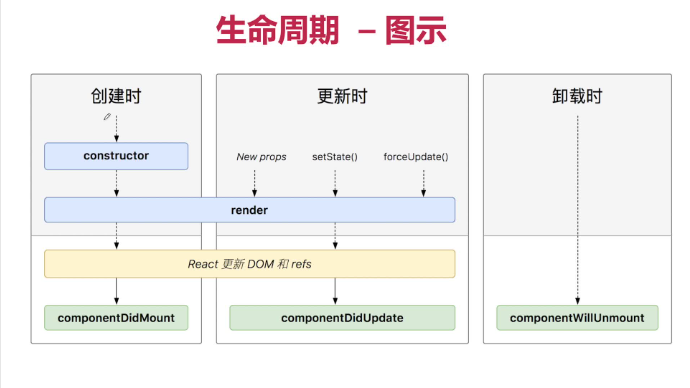 生命周期 – 图示
创建时
更新时
卸载时
constructor
New props
setState()
forceUpdate()
render
React 更新 DOM 和 refs
componentDidMount
componentDidUpdate
componentWillUnmount